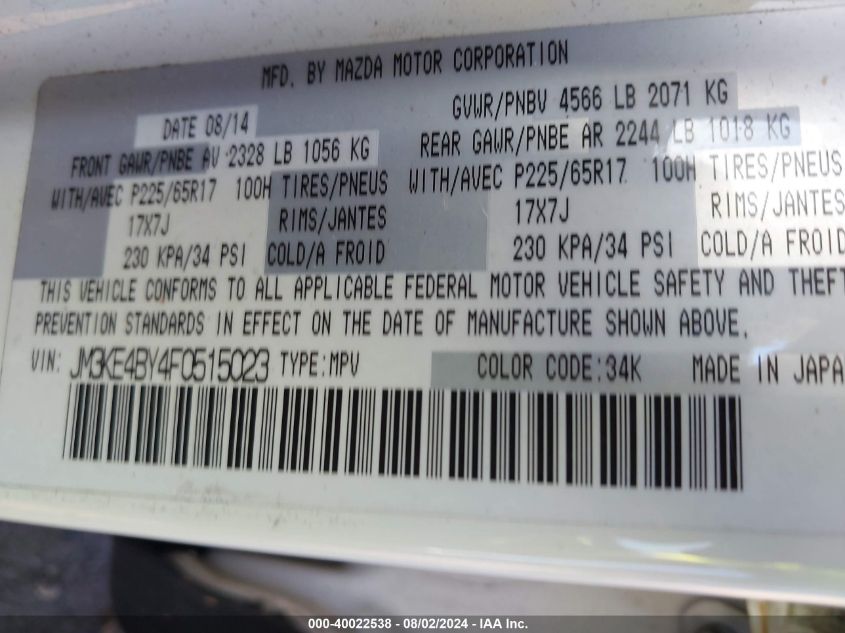 MFD. BY MAZDA MOTOR CORPORATION
DATE 08/14 GVWR/PNBV 4566 LB 2071 KG
FRONT GAWR/PNBE AV 2328 LB 1056 KG REAR GAWR/PNBE AR 2244 LB 1018 KG
WITH/AVEC P225/65R17 100H TIRES/PNEUS WITH/AVEC P225/65R17 100H TIRES/PNEUS
17X7J RIMS/JANTES 17X7J RIMS/JANTES
230 KPA/34 PSI COLD/A FROID 230 KPA/34 PSI COLD/A FROID
THIS VEHICLE CONFORMS TO ALL APPLICABLE FEDERAL MOTOR VEHICLE SAFETY AND THEFT
PREVENTION STANDARDS IN EFFECT ON THE DATE OF MANUFACTURE SHOWN ABOVE.
VIN: JM3KE4BY4F0515023 TYPE:MPV COLOR CODE:34K MADE IN JAPA
000-40022538 - 08/02/2024 - IAA Inc.